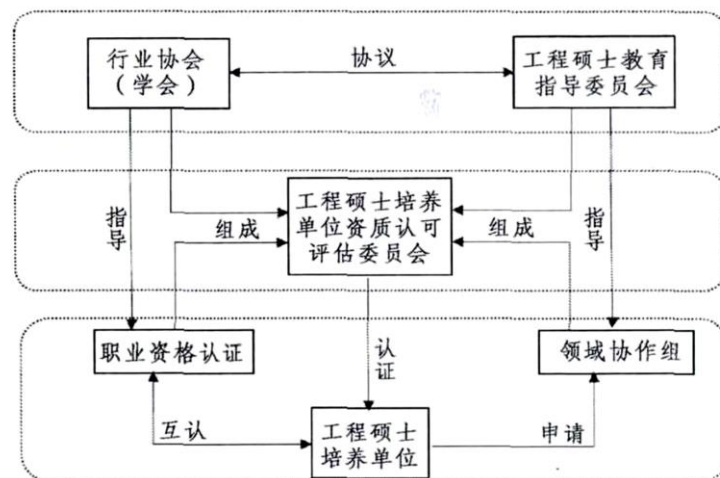 行业协会
（学会）
协议
工程硕士教育
指导委员会
指导
组成
工程硕士培养
单位资质认可
评估委员会
组成
指导
职业资格认证
认证
领域协作组
互认
工程硕士
培养单位
申请